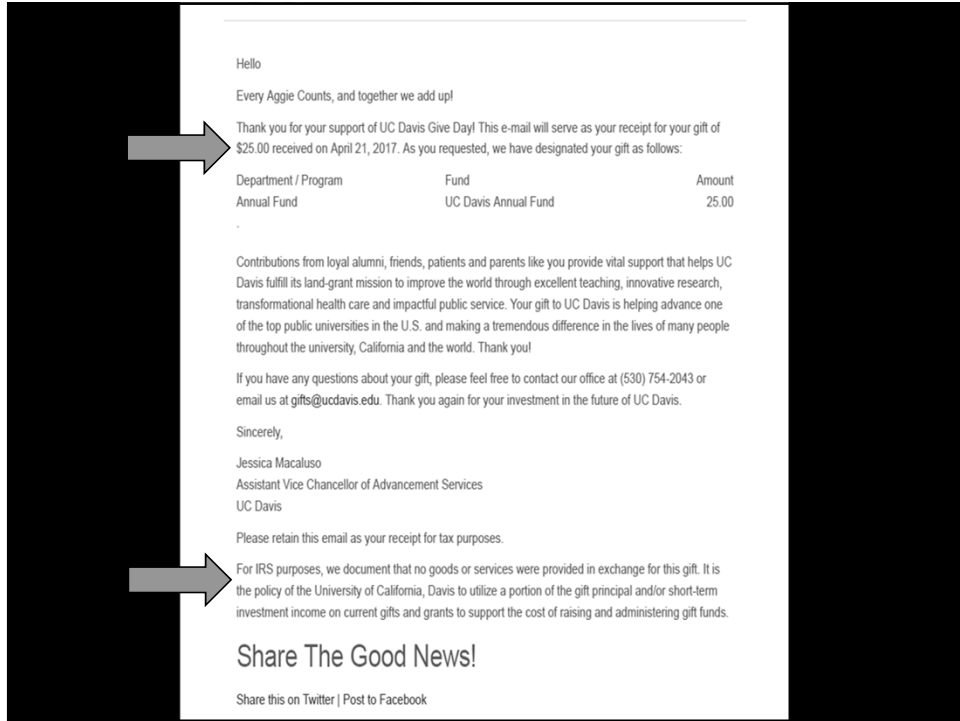 Hello
Every Aggie Counts, and together we add up!
Thank you for your support of UC Davis Give Day! This e-mail will serve as your receipt for your gift of
$25.00 received on April 21, 2017. As you requested, we have designated your gift as follows:
Department / Program Fund Amount
Annual Fund UC Davis Annual Fund 25.00
.
Contributions from loyal alumni, friends, patients and parents like you provide vital support that helps UC
Davis fulfill its land-grant mission to improve the world through excellent teaching, innovative research,
transformational health care and impactful public service. Your gift to UC Davis is helping advance one
of the top public universities in the U.S. and making a tremendous difference in the lives of many people
throughout the university, California and the world. Thank you!
If you have any questions about your gift, please feel free to contact our office at (530) 754-2043 or
email us at gifts@ucdavis.edu. Thank you again for your investment in the future of UC Davis.
Sincerely,
Jessica Macaluso
Assistant Vice Chancellor of Advancement Services
UC Davis
Please retain this email as your receipt for tax purposes.
For IRS purposes, we document that no goods or services were provided in exchange for this gift. It is
the policy of the University of California, Davis to utilize a portion of the gift principal and/or short-term
investment income on current gifts and grants to support the cost of raising and administering gift funds.
Share The Good News!
Share this on Twitter | Post to Facebook